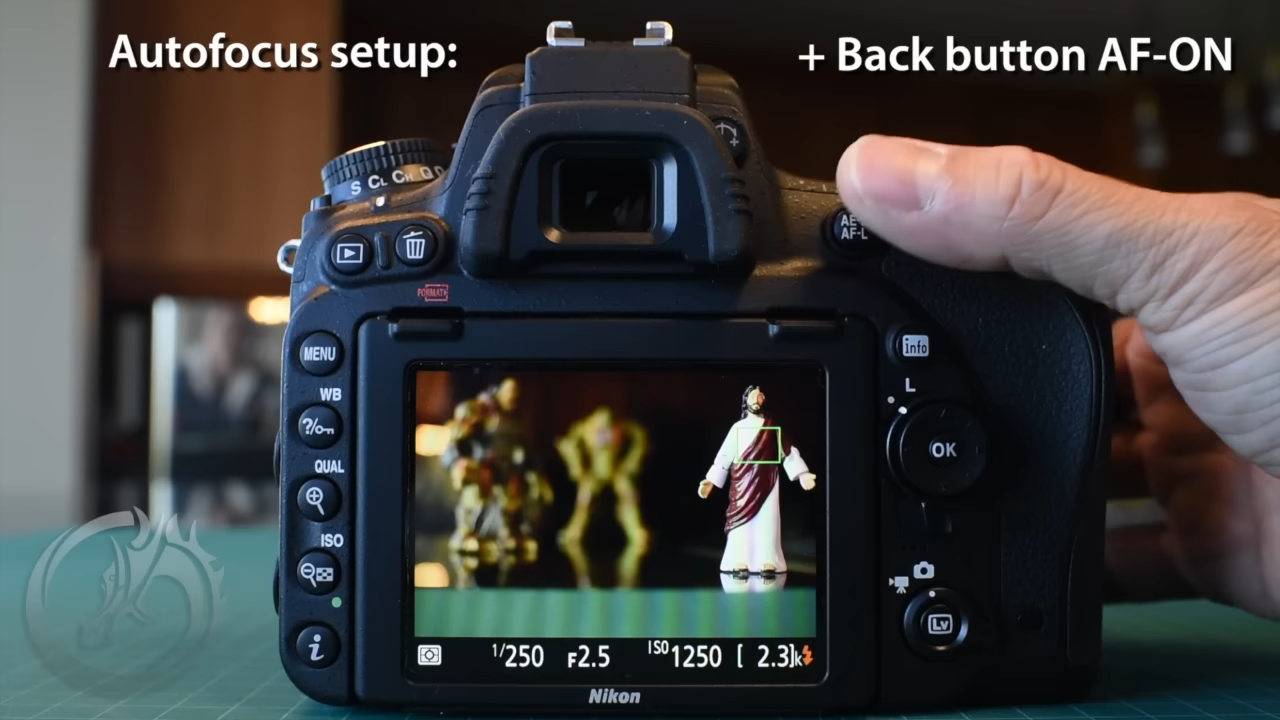 Autofocus setup:
+ Back button AF-ON
S CL CH Q
AE-
AF-L
FORMAT
MENU
info
WB
L
?/
OK
QUAL
ISO
i
Lv
1/250 F2.5 ISO 1250 [ 2.3]k
Nikon